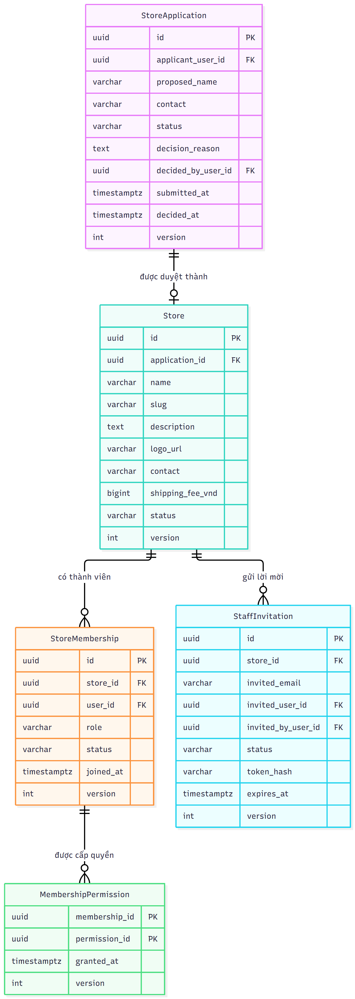 StoreApplication
uuid id PK
uuid applicant_user_id FK
varchar proposed_name
varchar contact
varchar status
text decision_reason
uuid decided_by_user_id FK
timestamptz submitted_at
timestamptz decided_at
int version
được duyệt thành
Store
uuid id PK
uuid application_id FK
varchar name
varchar slug
text description
varchar logo_url
varchar contact
bigint shipping_fee_vnd
varchar status
int version
có thành viên
gửi lời mời
StoreMembership
uuid id PK
uuid store_id FK
uuid user_id FK
varchar role
varchar status
timestamptz joined_at
int version
StaffInvitation
uuid id PK
uuid store_id FK
varchar invited_email
uuid invited_user_id FK
uuid invited_by_user_id FK
varchar status
varchar token_hash
timestamptz expires_at
int version
được cấp quyền
MembershipPermission
uuid membership_id PK
uuid permission_id PK
timestamptz granted_at
int version